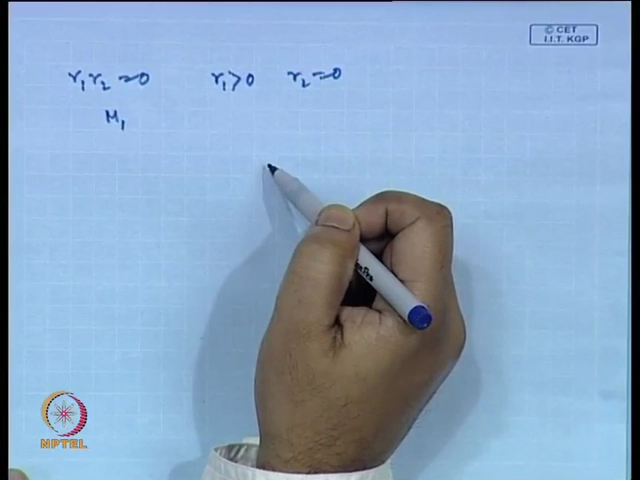 © CET
I.I.T. KGP
r₁r₂ = 0 r₁ > 0 r₂ = 0
M₁
NPTEL